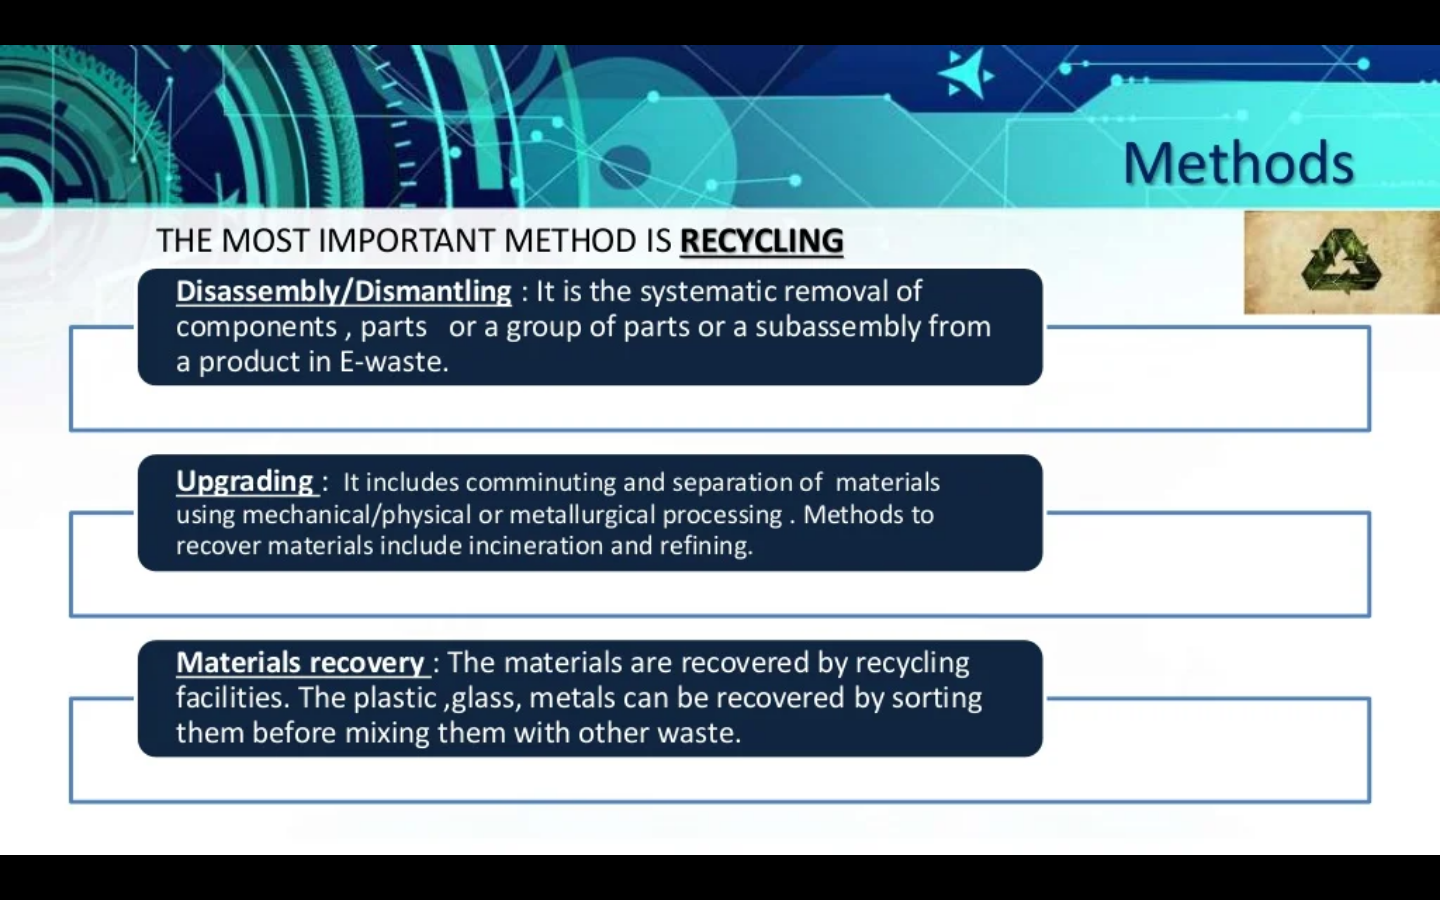 Methods
THE MOST IMPORTANT METHOD IS RECYCLING
Disassembly/Dismantling : It is the systematic removal of
components , parts   or a group of parts or a subassembly from
a product in E-waste.
Upgrading :  It includes comminuting and separation of  materials
using mechanical/physical or metallurgical processing . Methods to
recover materials include incineration and refining.
Materials recovery : The materials are recovered by recycling
facilities. The plastic ,glass, metals can be recovered by sorting
them before mixing them with other waste.